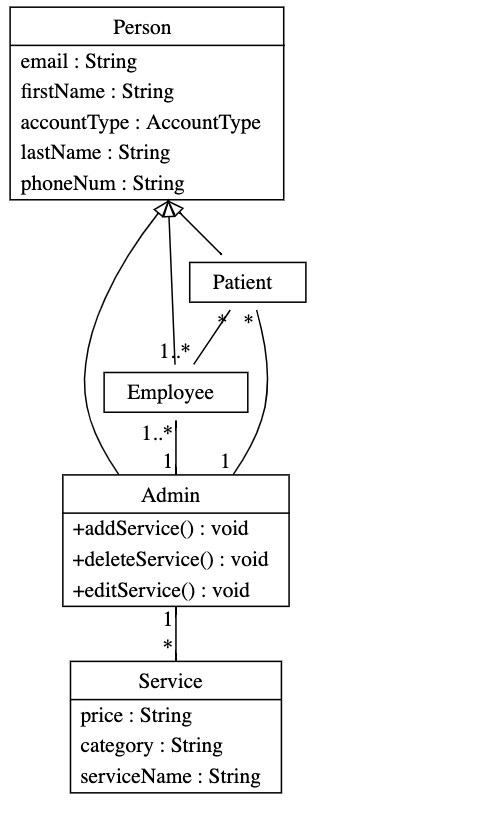 Person
email : String
firstName : String
accountType : AccountType
lastName : String
phoneNum : String
Patient
* *
1..*
Employee
1..*
1 1
Admin
+addService() : void
+deleteService() : void
+editService() : void
1
*
Service
price : String
category : String
serviceName : String